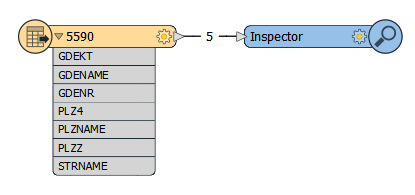 5590
5
Inspector
GDEKT
GDENAME
GDENR
PLZ4
PLZNAME
PLZZ
STRNAME